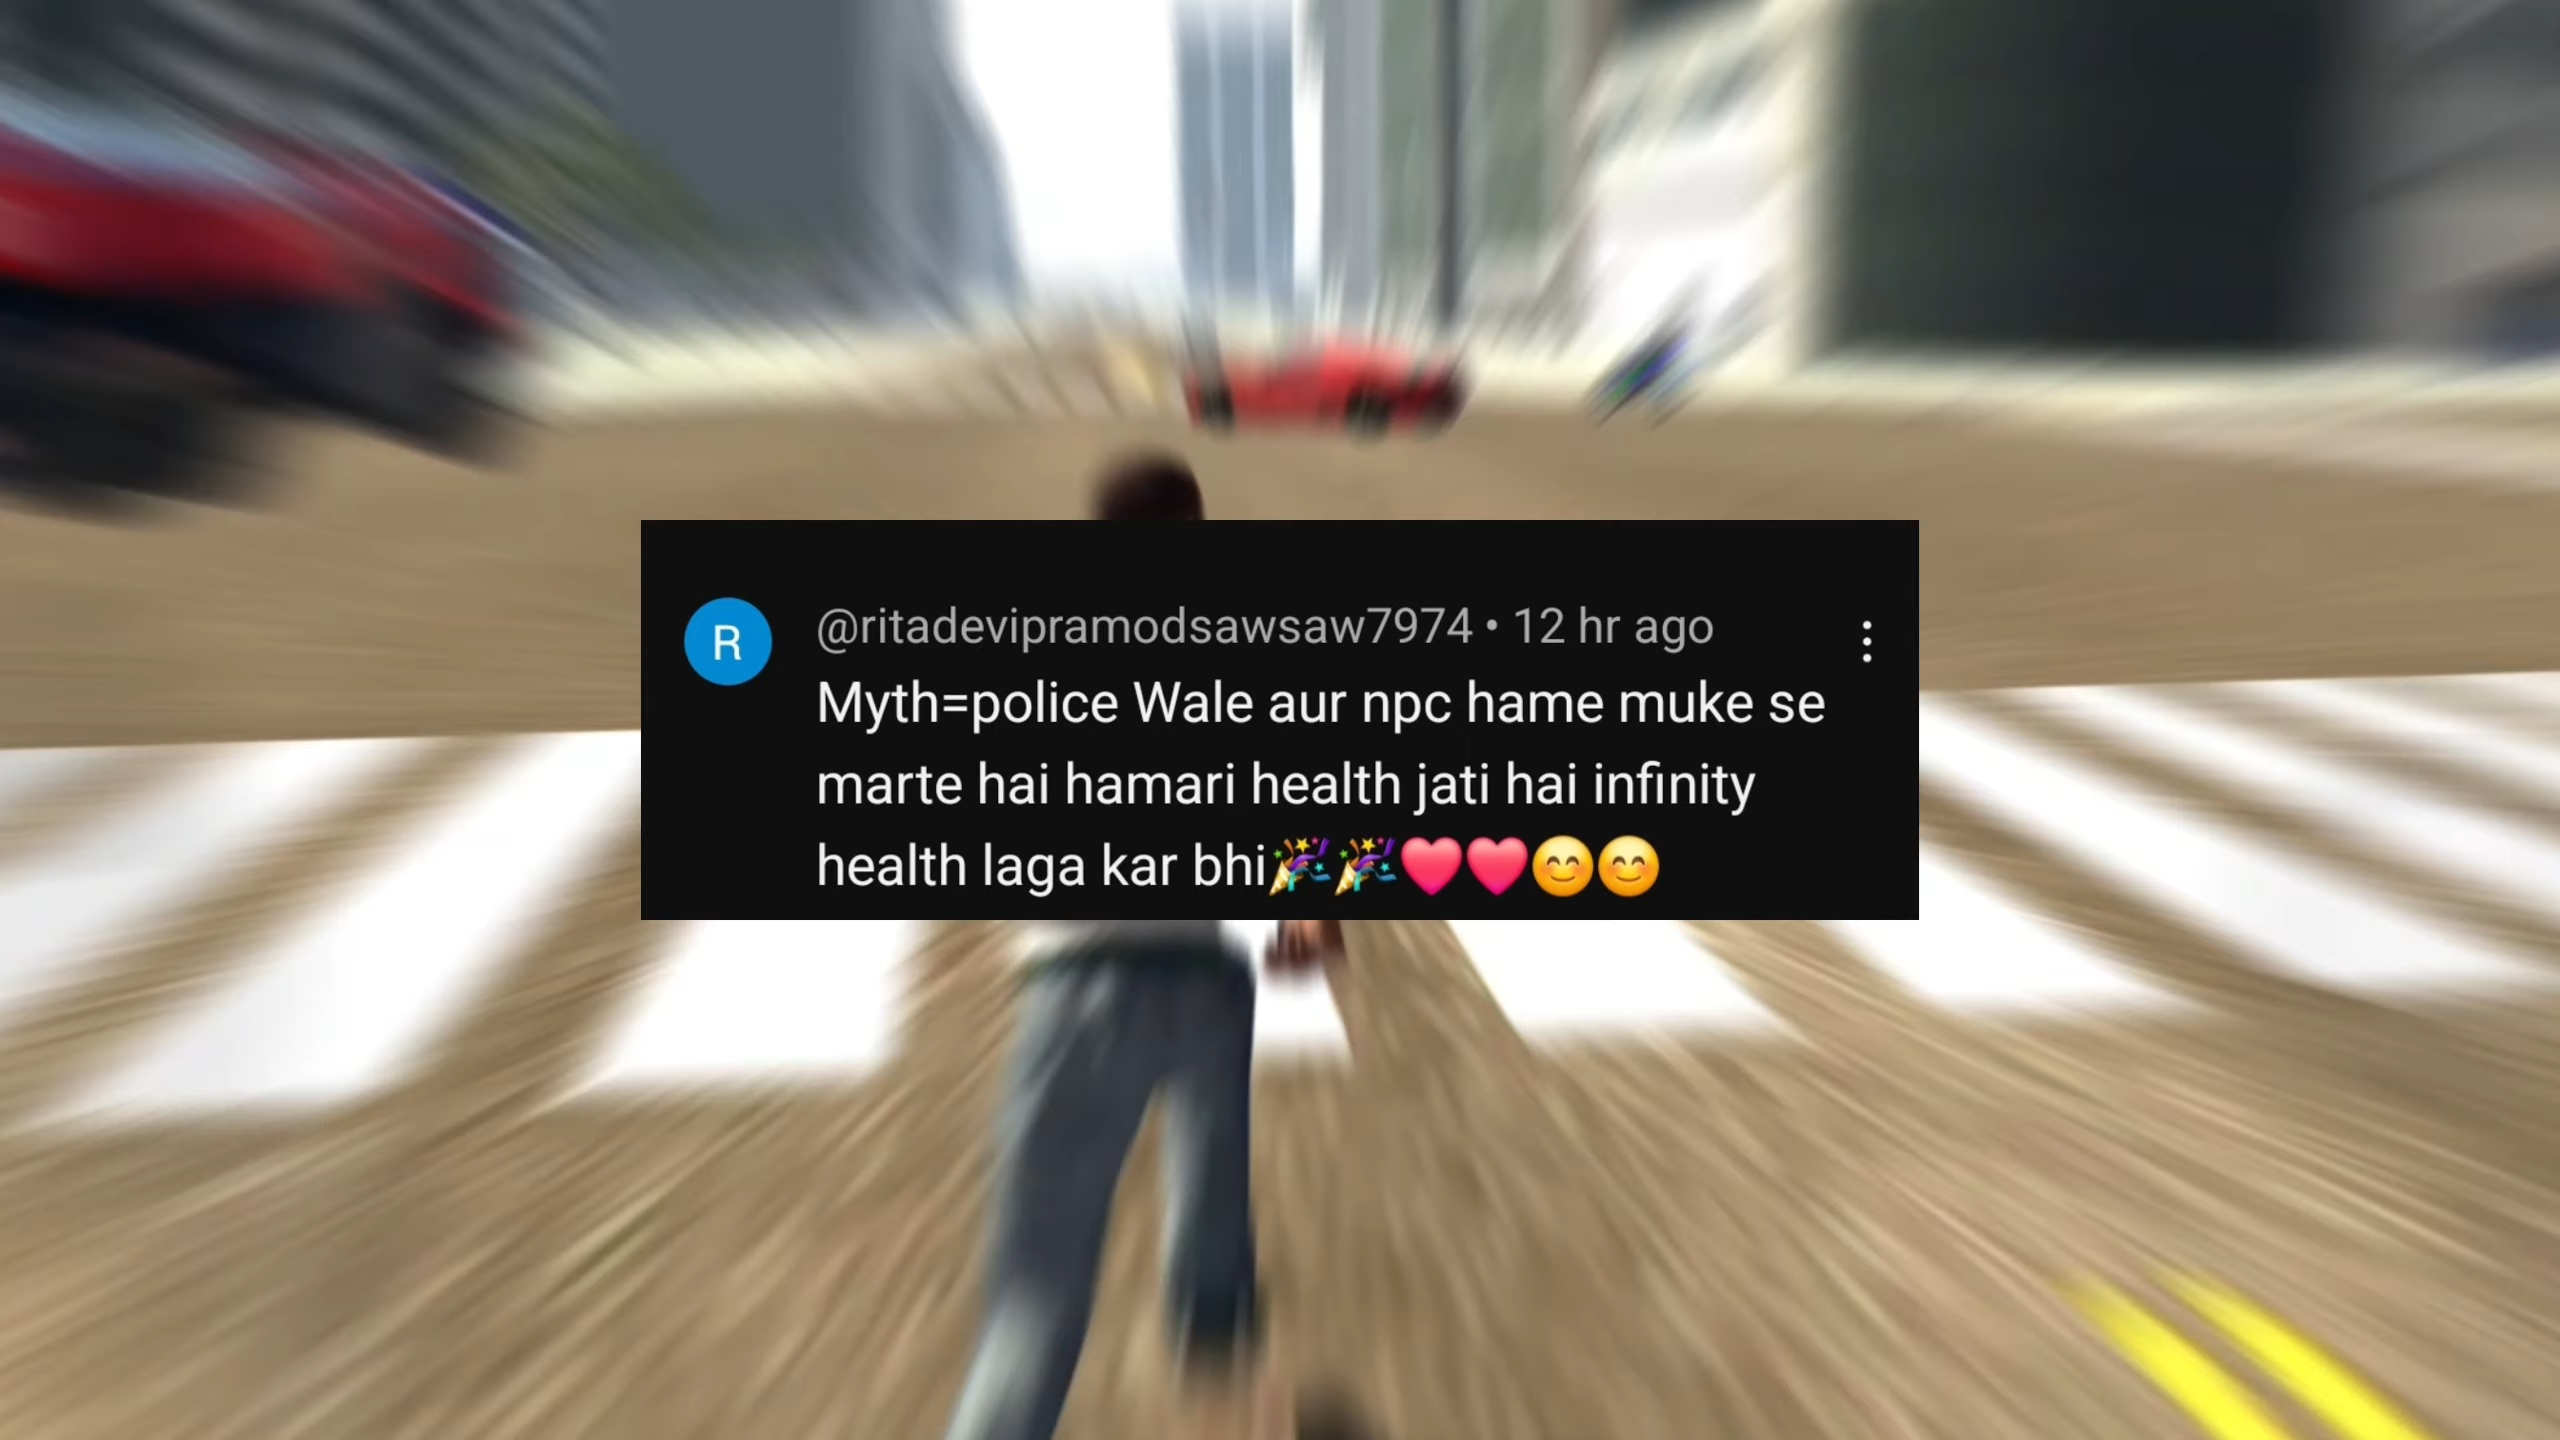 R
@ritadevipramodsawsaw7974 • 12 hr ago
Myth=police Wale aur npc hame muke se
marte hai hamari health jati hai infinity
health laga kar bhi🎉🎉❤️❤️😊😊